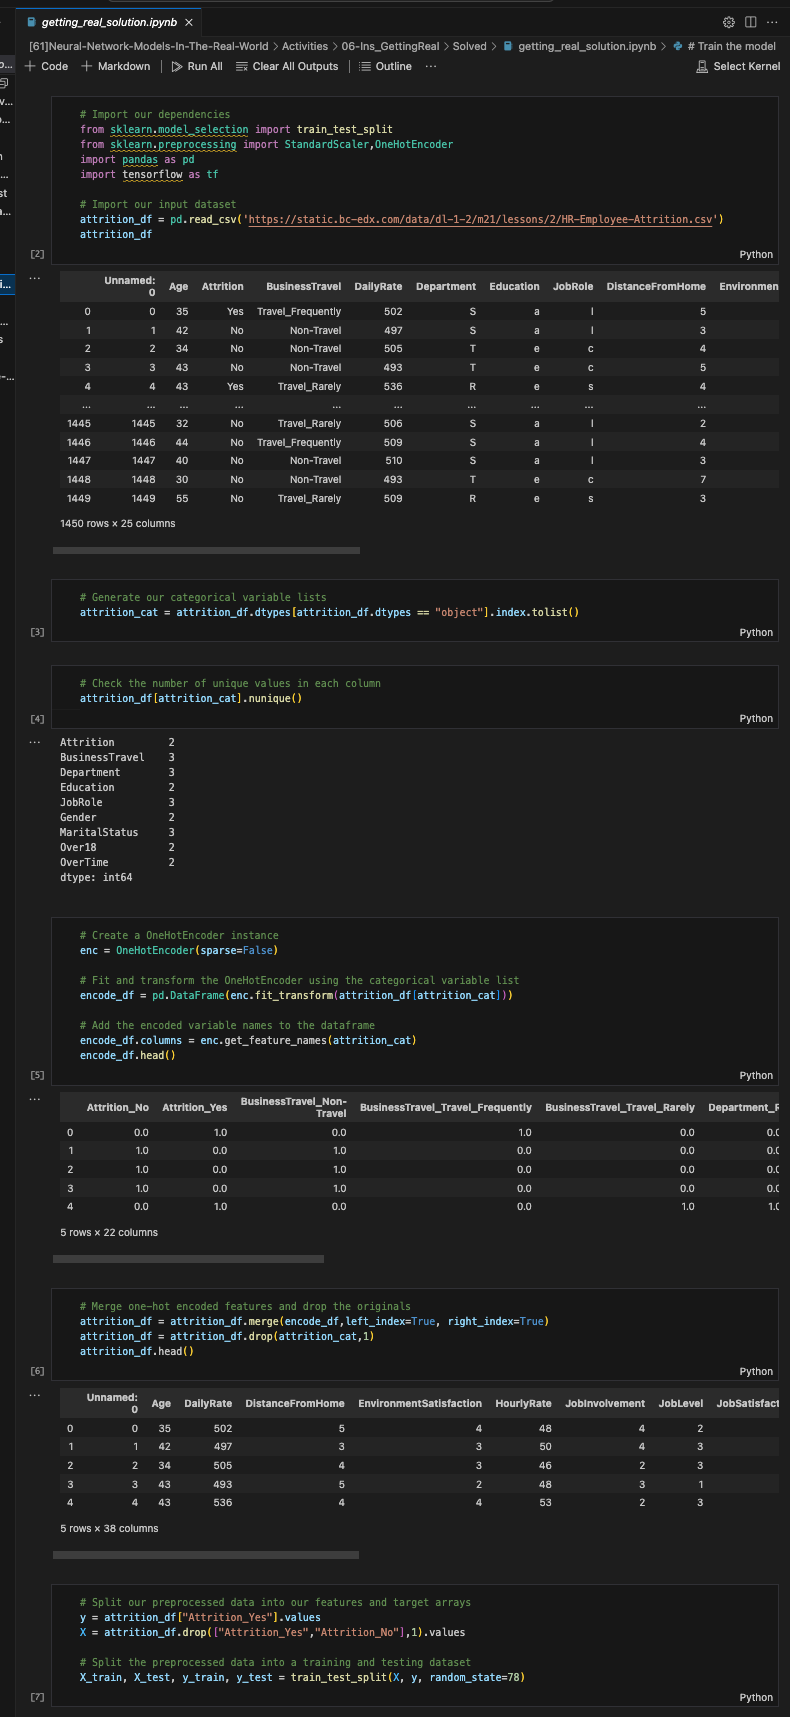 getting_real_solution.ipynb
[61]Neural-Network-Models-In-The-Real-World > Activities > 06-Ins_GettingReal > Solved > getting_real_solution.ipynb > # Train the model
+ Code + Markdown | Run All Clear All Outputs | Outline ... Select Kernel
# Import our dependencies
from sklearn.model_selection import train_test_split
from sklearn.preprocessing import StandardScaler,OneHotEncoder
import pandas as pd
import tensorflow as tf
# Import our input dataset
attrition_df = pd.read_csv('https://static.bc-edx.com/data/dl-1-2/m21/lessons/2/HR-Employee-Attrition.csv')
attrition_df
[2] Python
Unnamed: 0 Age Attrition BusinessTravel DailyRate Department Education JobRole DistanceFromHome Environmen
0 0 35 Yes Travel_Frequently 502 S a l 5
1 1 42 No Non-Travel 497 S a l 3
2 2 34 No Non-Travel 505 T e c 4
3 3 43 No Non-Travel 493 T e c 5
4 4 43 Yes Travel_Rarely 536 R e s 4
... ... ... ... ... ... ... ... ... ...
1445 1445 32 No Travel_Rarely 506 S a l 2
1446 1446 44 No Travel_Frequently 509 S a l 4
1447 1447 40 No Non-Travel 510 S a l 3
1448 1448 30 No Non-Travel 493 T e c 7
1449 1449 55 No Travel_Rarely 509 R e s 3
1450 rows × 25 columns
# Generate our categorical variable lists
attrition_cat = attrition_df.dtypes[attrition_df.dtypes == "object"].index.tolist()
[3] Python
# Check the number of unique values in each column
attrition_df[attrition_cat].nunique()
[4] Python
Attrition 2
BusinessTravel 3
Department 3
Education 2
JobRole 3
Gender 2
MaritalStatus 3
Over18 2
OverTime 2
dtype: int64
# Create a OneHotEncoder instance
enc = OneHotEncoder(sparse=False)
# Fit and transform the OneHotEncoder using the categorical variable list
encode_df = pd.DataFrame(enc.fit_transform(attrition_df[attrition_cat]))
# Add the encoded variable names to the dataframe
encode_df.columns = enc.get_feature_names(attrition_cat)
encode_df.head()
[5] Python
Attrition_No Attrition_Yes BusinessTravel_Non-Travel BusinessTravel_Travel_Frequently BusinessTravel_Travel_Rarely Department_R
0 0.0 1.0 0.0 1.0 0.0 0.0
1 1.0 0.0 1.0 0.0 0.0 0.0
2 1.0 0.0 1.0 0.0 0.0 0.0
3 1.0 0.0 1.0 0.0 0.0 0.0
4 0.0 1.0 0.0 0.0 1.0 1.0
5 rows × 22 columns
# Merge one-hot encoded features and drop the originals
attrition_df = attrition_df.merge(encode_df,left_index=True, right_index=True)
attrition_df = attrition_df.drop(attrition_cat,1)
attrition_df.head()
[6] Python
Unnamed: 0 Age DailyRate DistanceFromHome EnvironmentSatisfaction HourlyRate JobInvolvement JobLevel JobSatisfact
0 0 35 502 5 4 48 4 2
1 1 42 497 3 3 50 4 3
2 2 34 505 4 3 46 2 3
3 3 43 493 5 2 48 3 1
4 4 43 536 4 4 53 2 3
5 rows × 38 columns
# Split our preprocessed data into our features and target arrays
y = attrition_df["Attrition_Yes"].values
X = attrition_df.drop(["Attrition_Yes","Attrition_No"],1).values
# Split the preprocessed data into a training and testing dataset
X_train, X_test, y_train, y_test = train_test_split(X, y, random_state=78)
[7] Python